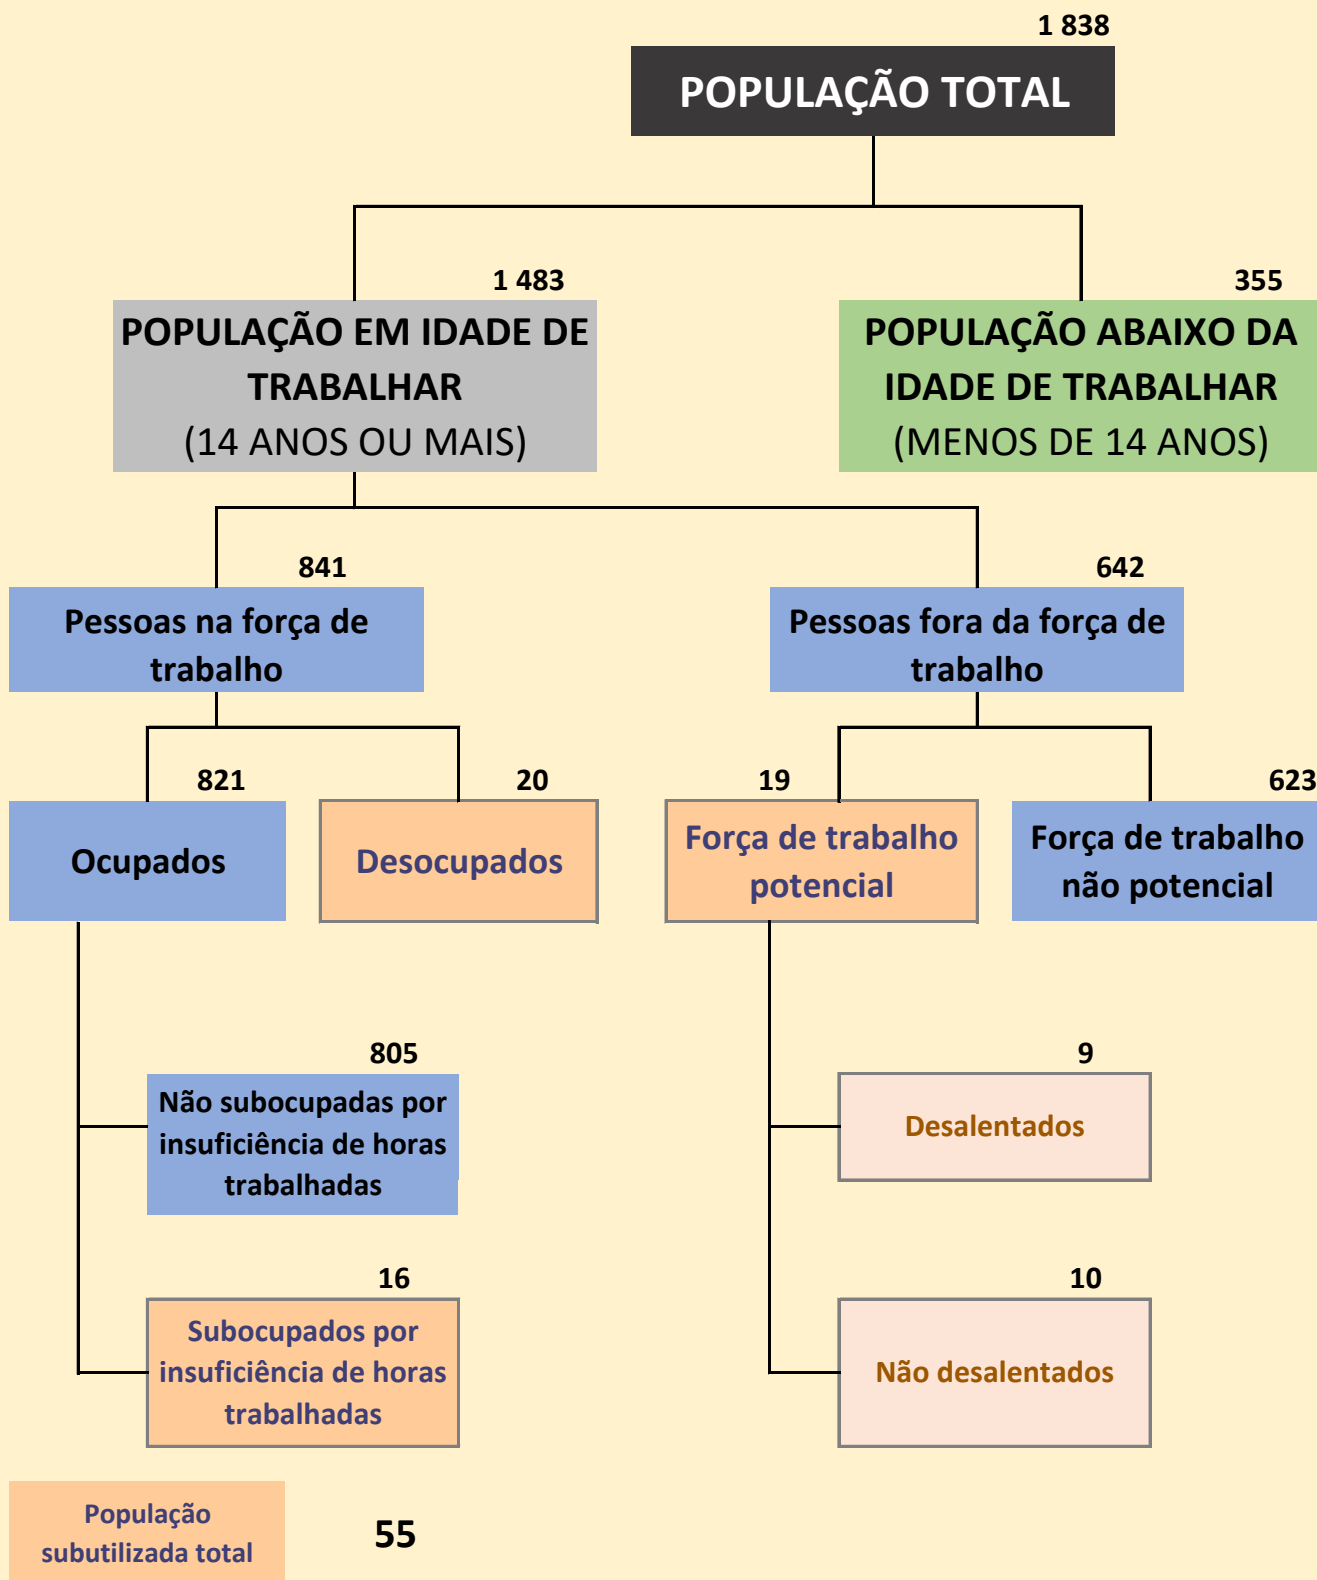 1 838
POPULAÇÃO TOTAL
1 483
POPULAÇÃO EM IDADE DE
TRABALHAR
(14 ANOS OU MAIS)
355
POPULAÇÃO ABAIXO DA
IDADE DE TRABALHAR
(MENOS DE 14 ANOS)
841
Pessoas na força de
trabalho
642
Pessoas fora da força de
trabalho
821
Ocupados
20
Desocupados
19
Força de trabalho
potencial
623
Força de trabalho
não potencial
805
Não subocupadas por
insuficiência de horas
trabalhadas
9
Desalentados
16
Subocupados por
insuficiência de horas
trabalhadas
10
Não desalentados
População
subutilizada total
55